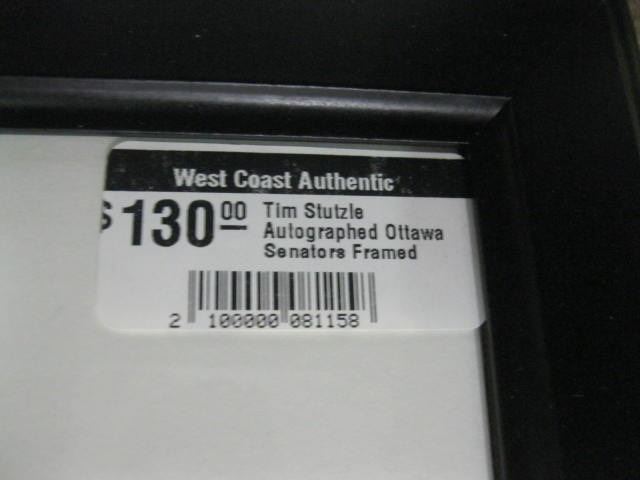 West Coast Authentic
$130.00 Tim Stutzle
Autographed Ottawa
Senators Framed
2 100000 081158